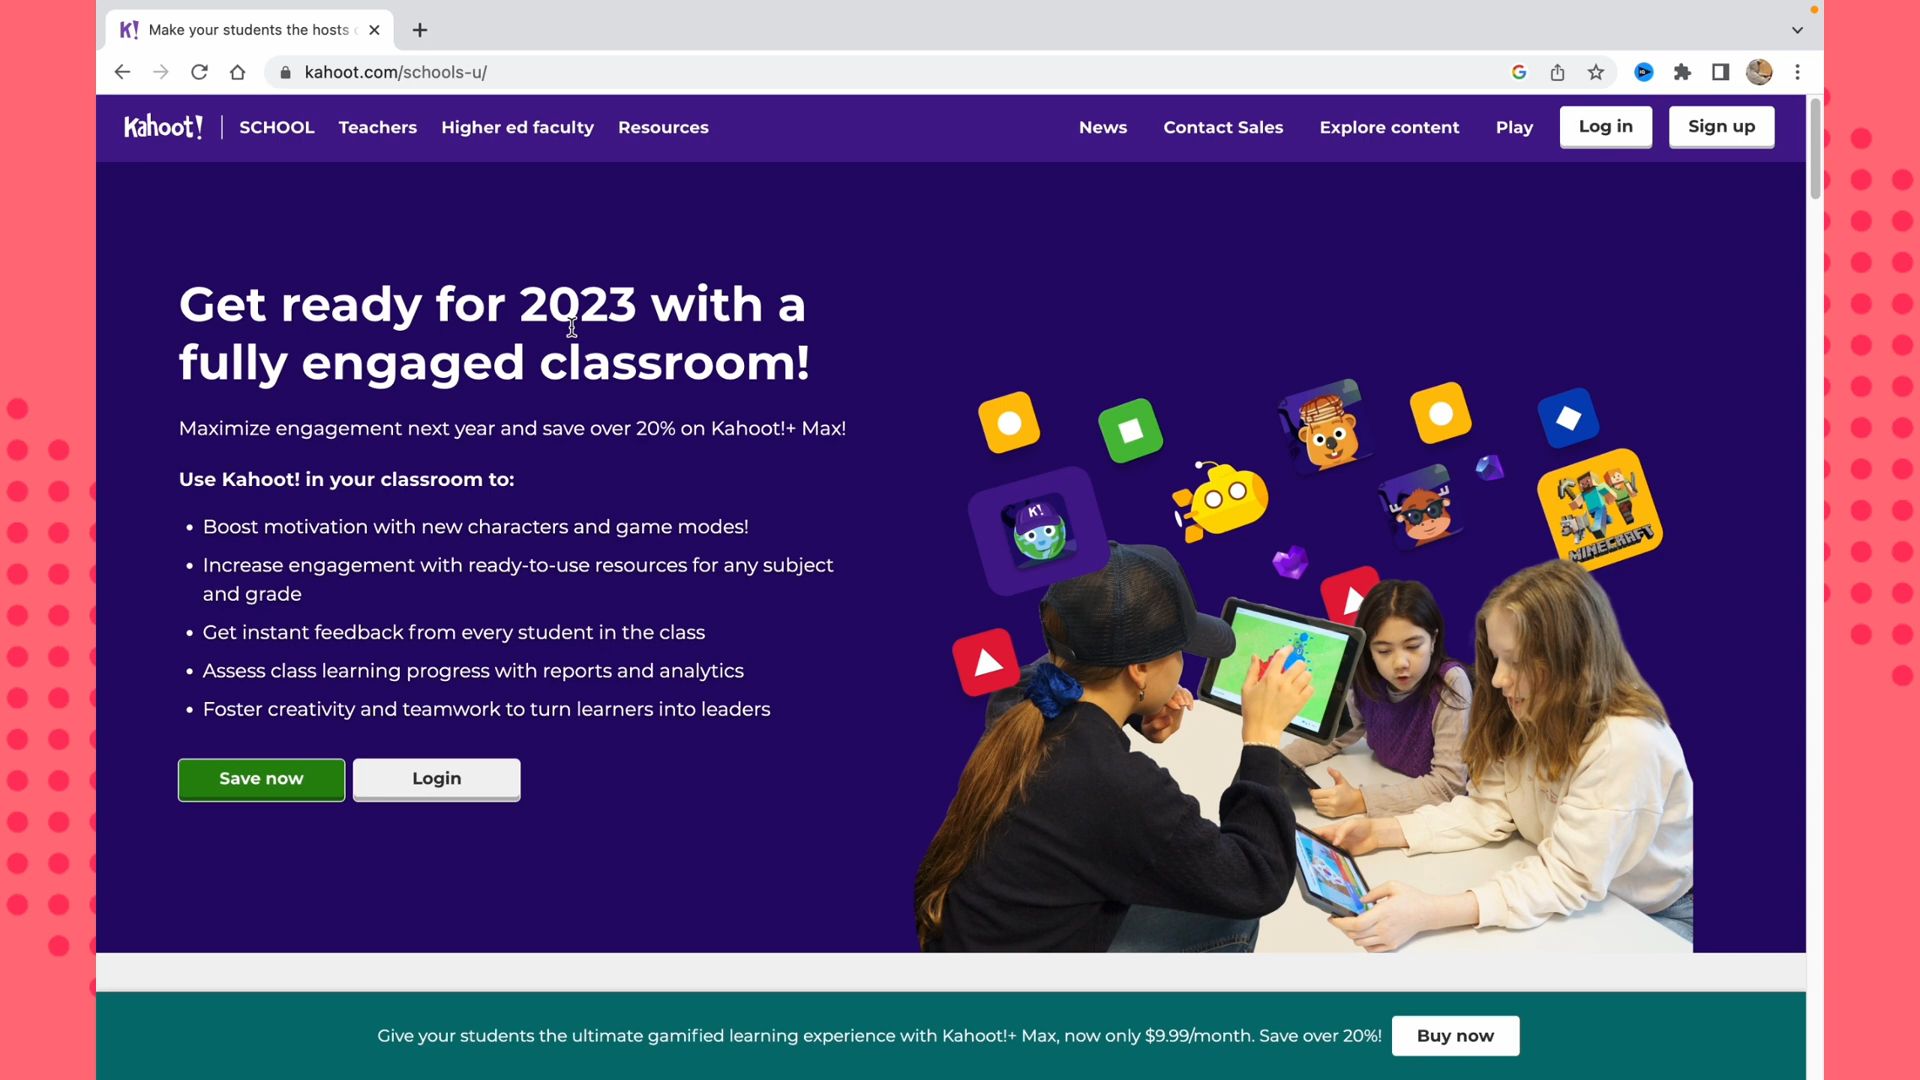 Make your students the hosts
kahoot.com/schools-u/
Kahoot!
SCHOOL
Teachers
Higher ed faculty
Resources
News
Contact Sales
Explore content
Play
Log in
Sign up
Get ready for 2023 with a
fully engaged classroom!
Maximize engagement next year and save over 20% on Kahoot!+ Max!
Use Kahoot! in your classroom to:
• Boost motivation with new characters and game modes!
• Increase engagement with ready-to-use resources for any subject
and grade
• Get instant feedback from every student in the class
• Assess class learning progress with reports and analytics
• Foster creativity and teamwork to turn learners into leaders
Save now
Login
K!
MINECRAFT
Give your students the ultimate gamified learning experience with Kahoot!+ Max, now only $9.99/month. Save over 20%!
Buy now